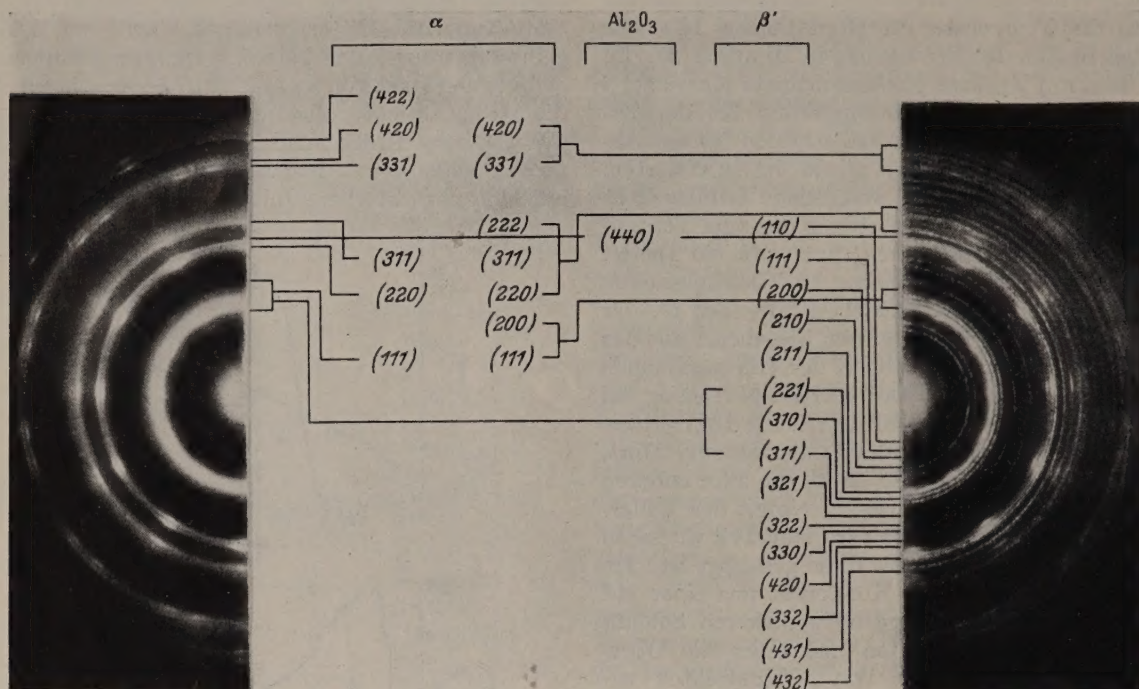 α Al₂O₃ β′
(422)
(420) (420)
(331) (331)
(222) (440) (110)
(311) (311) (111)
(220) (220) (200)
(200) (210)
(111) (111) (211)
(221)
(310)
(311)
(321)
(322)
(330)
(420)
(332)
(431)
(432)